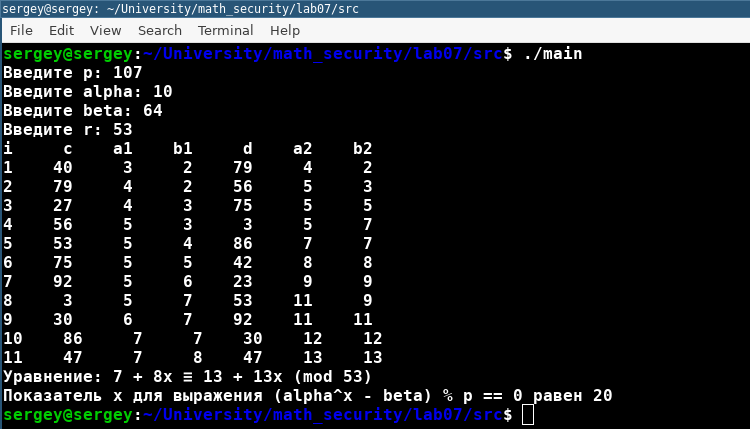 sergey@sergey: ~/University/math_security/lab07/src
File Edit View Search Terminal Help
sergey@sergey:~/University/math_security/lab07/src$ ./main
Введите p: 107
Введите alpha: 10
Введите beta: 64
Введите r: 53
i     c    a1    b1    d    a2    b2
1    40     3     2    79     4     2
2    79     4     2    56     5     3
3    27     4     3    75     5     5
4    56     5     3     3     5     7
5    53     5     4    86     7     7
6    75     5     5    42     8     8
7    92     5     6    23     9     9
8     3     5     7    53    11     9
9    30     6     7    92    11    11
10    86     7     7    30    12    12
11    47     7     8    47    13    13
Уравнение: 7 + 8x ≡ 13 + 13x (mod 53)
Показатель x для выражения (alpha^x - beta) % p == 0 равен 20
sergey@sergey:~/University/math_security/lab07/src$